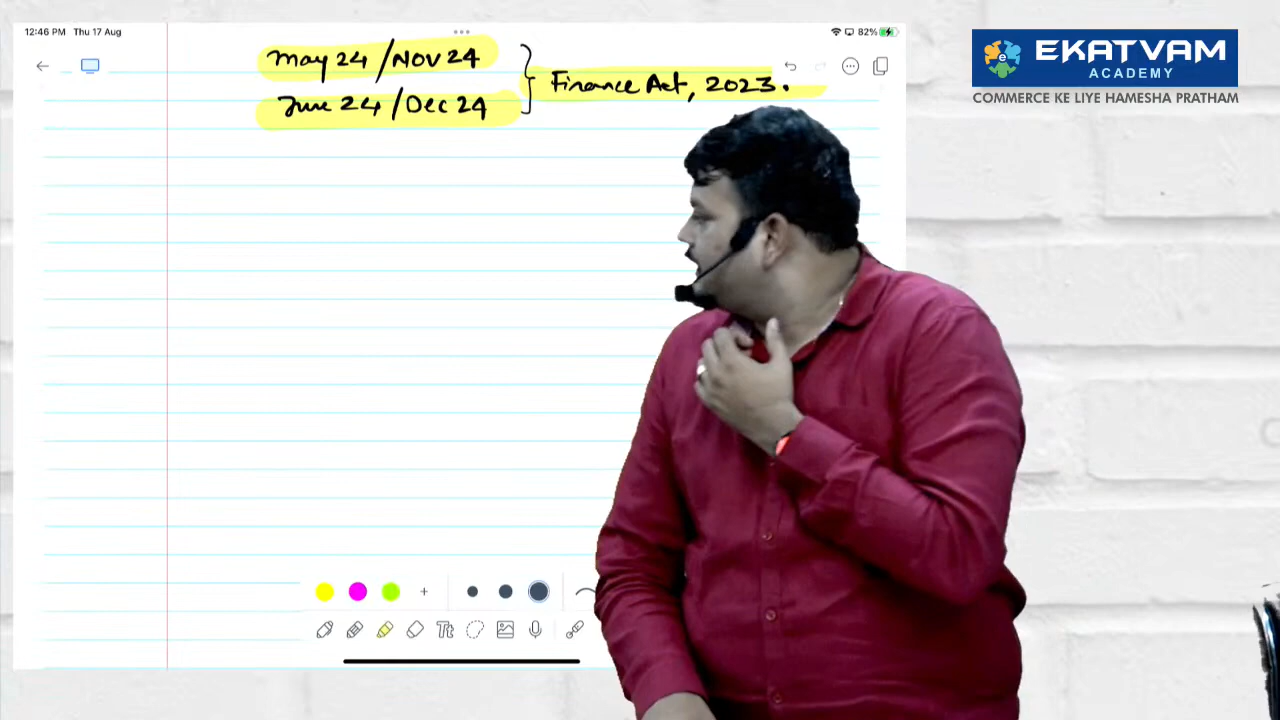 12:46 PM Thu 17 Aug
82%
May 24 / Nov 24
June 24 / Dec 24
Finance Act, 2023.
EKATVAM
ACADEMY
COMMERCE KE LIYE HAMESHA PRATHAM
e
Tt